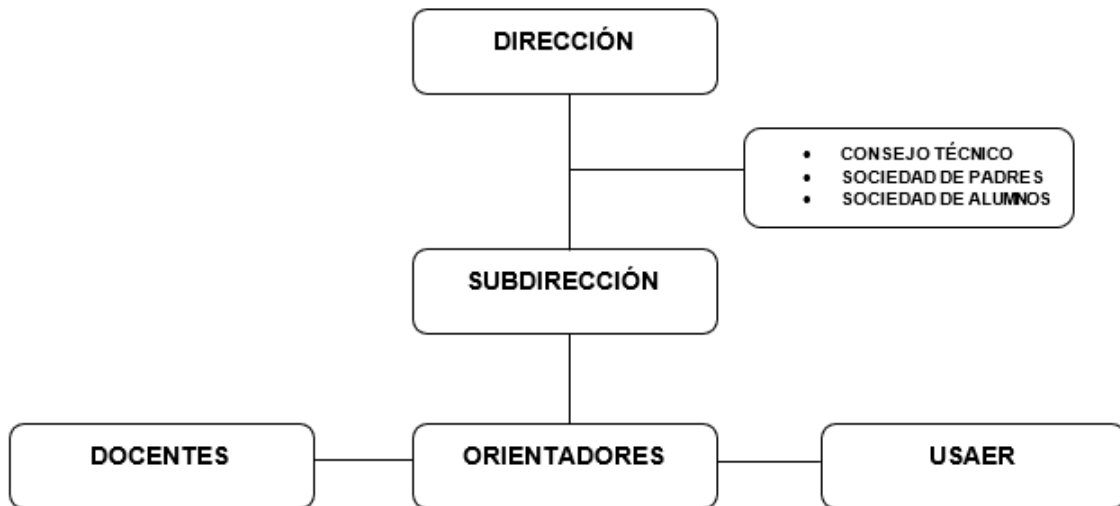 DIRECCIÓN
• CONSEJO TÉCNICO
• SOCIEDAD DE PADRES
• SOCIEDAD DE ALUMNOS
SUBDIRECCIÓN
DOCENTES
ORIENTADORES
USAER